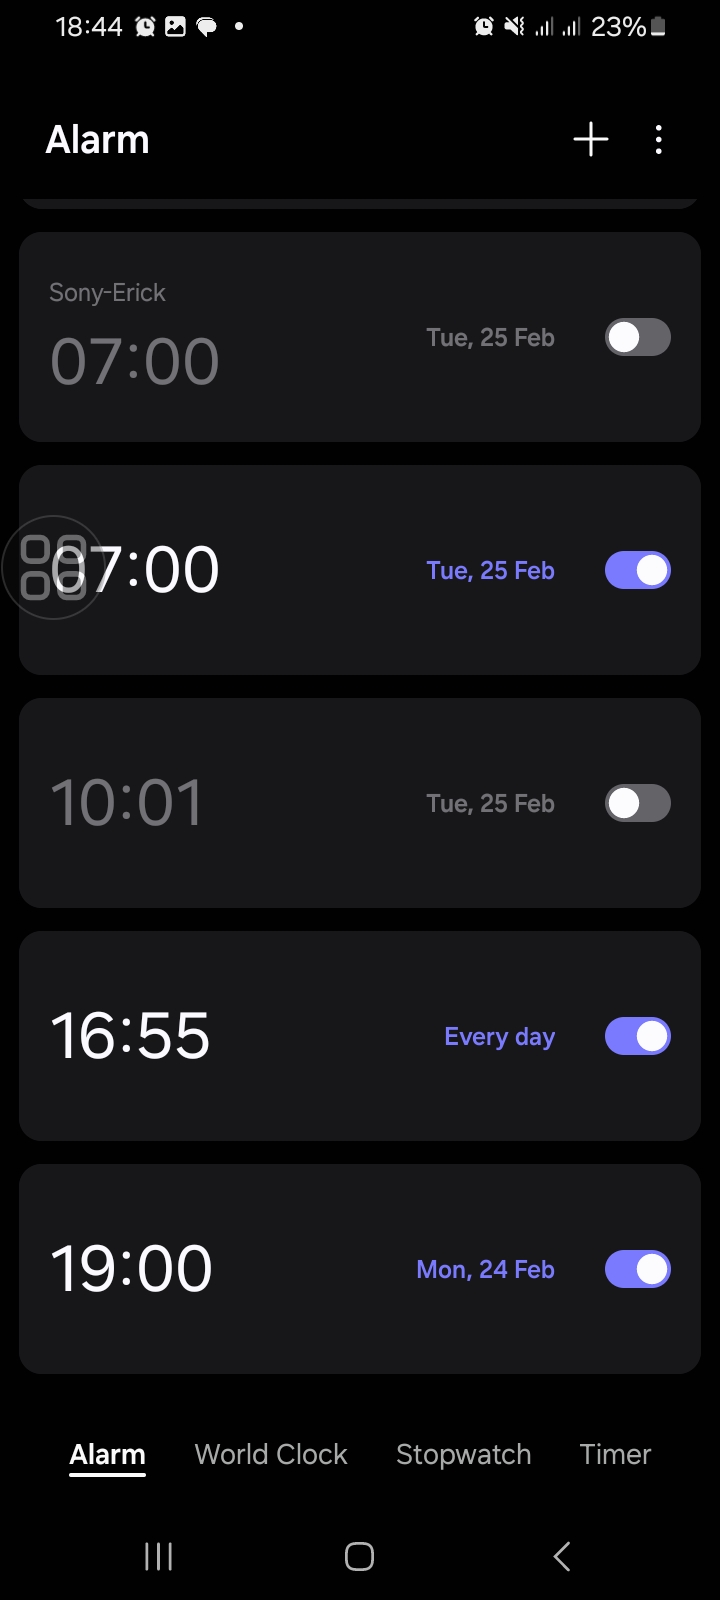 18:44 23%
Alarm
Sony-Erick
07:00 Tue, 25 Feb
07:00 Tue, 25 Feb
10:01 Tue, 25 Feb
16:55 Every day
19:00 Mon, 24 Feb
Alarm World Clock Stopwatch Timer